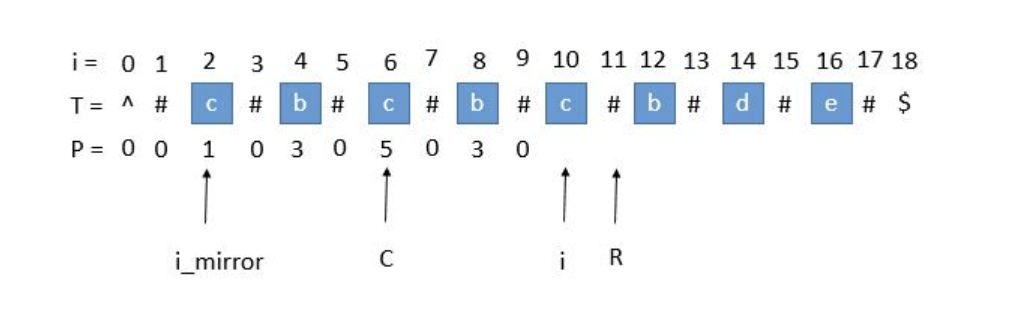 i = 0 1 2 3 4 5 6 7 8 9 10 11 12 13 14 15 16 17 18
T = ^ # c # b # c # b # c # b # d # e # $
P = 0 0 1 0 3 0 5 0 3 0
i_mirror C i R